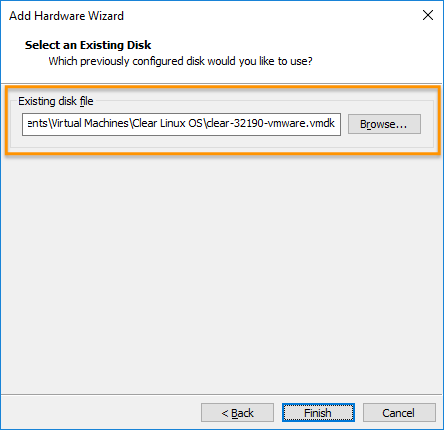 Add Hardware Wizard
Select an Existing Disk
Which previously configured disk would you like to use?
Existing disk file
ents\Virtual Machines\Clear Linux OS\clear-32190-vmware.vmdk
Browse...
< Back
Finish
Cancel